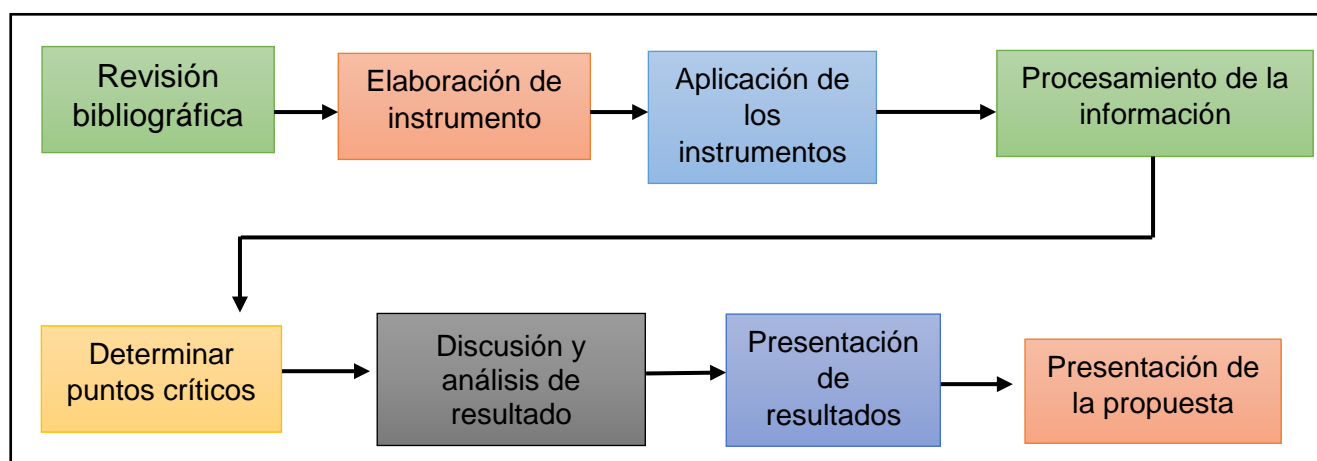 Revisión
bibliográfica
Elaboración de
instrumento
Aplicación de
los
instrumentos
Procesamiento de la
información
Determinar
puntos críticos
Discusión y
análisis de
resultado
Presentación
de
resultados
Presentación de
la propuesta